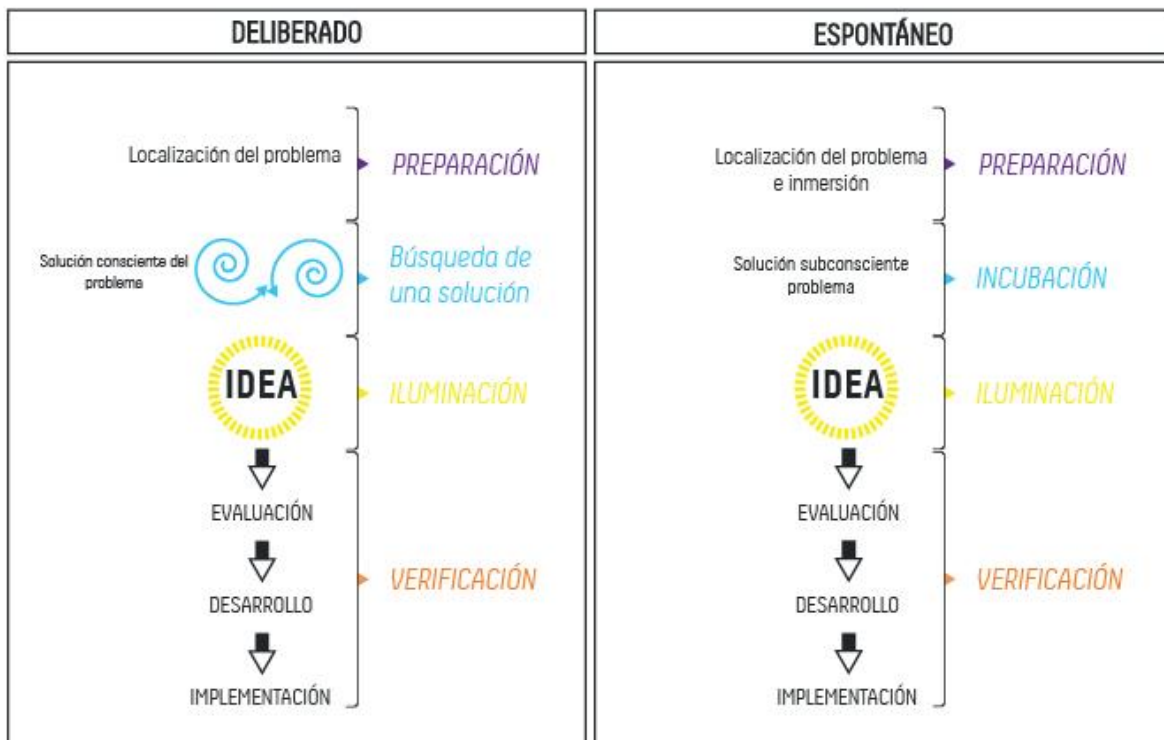 DELIBERADO
Localización del problema
PREPARACIÓN
Solución consciente del
problema
Búsqueda de
una solución
IDEA
ILUMINACIÓN
EVALUACIÓN
DESARROLLO
IMPLEMENTACIÓN
VERIFICACIÓN
ESPONTÁNEO
Localización del problema
e inmersión
PREPARACIÓN
Solución subconsciente
problema
INCUBACIÓN
IDEA
ILUMINACIÓN
EVALUACIÓN
DESARROLLO
IMPLEMENTACIÓN
VERIFICACIÓN